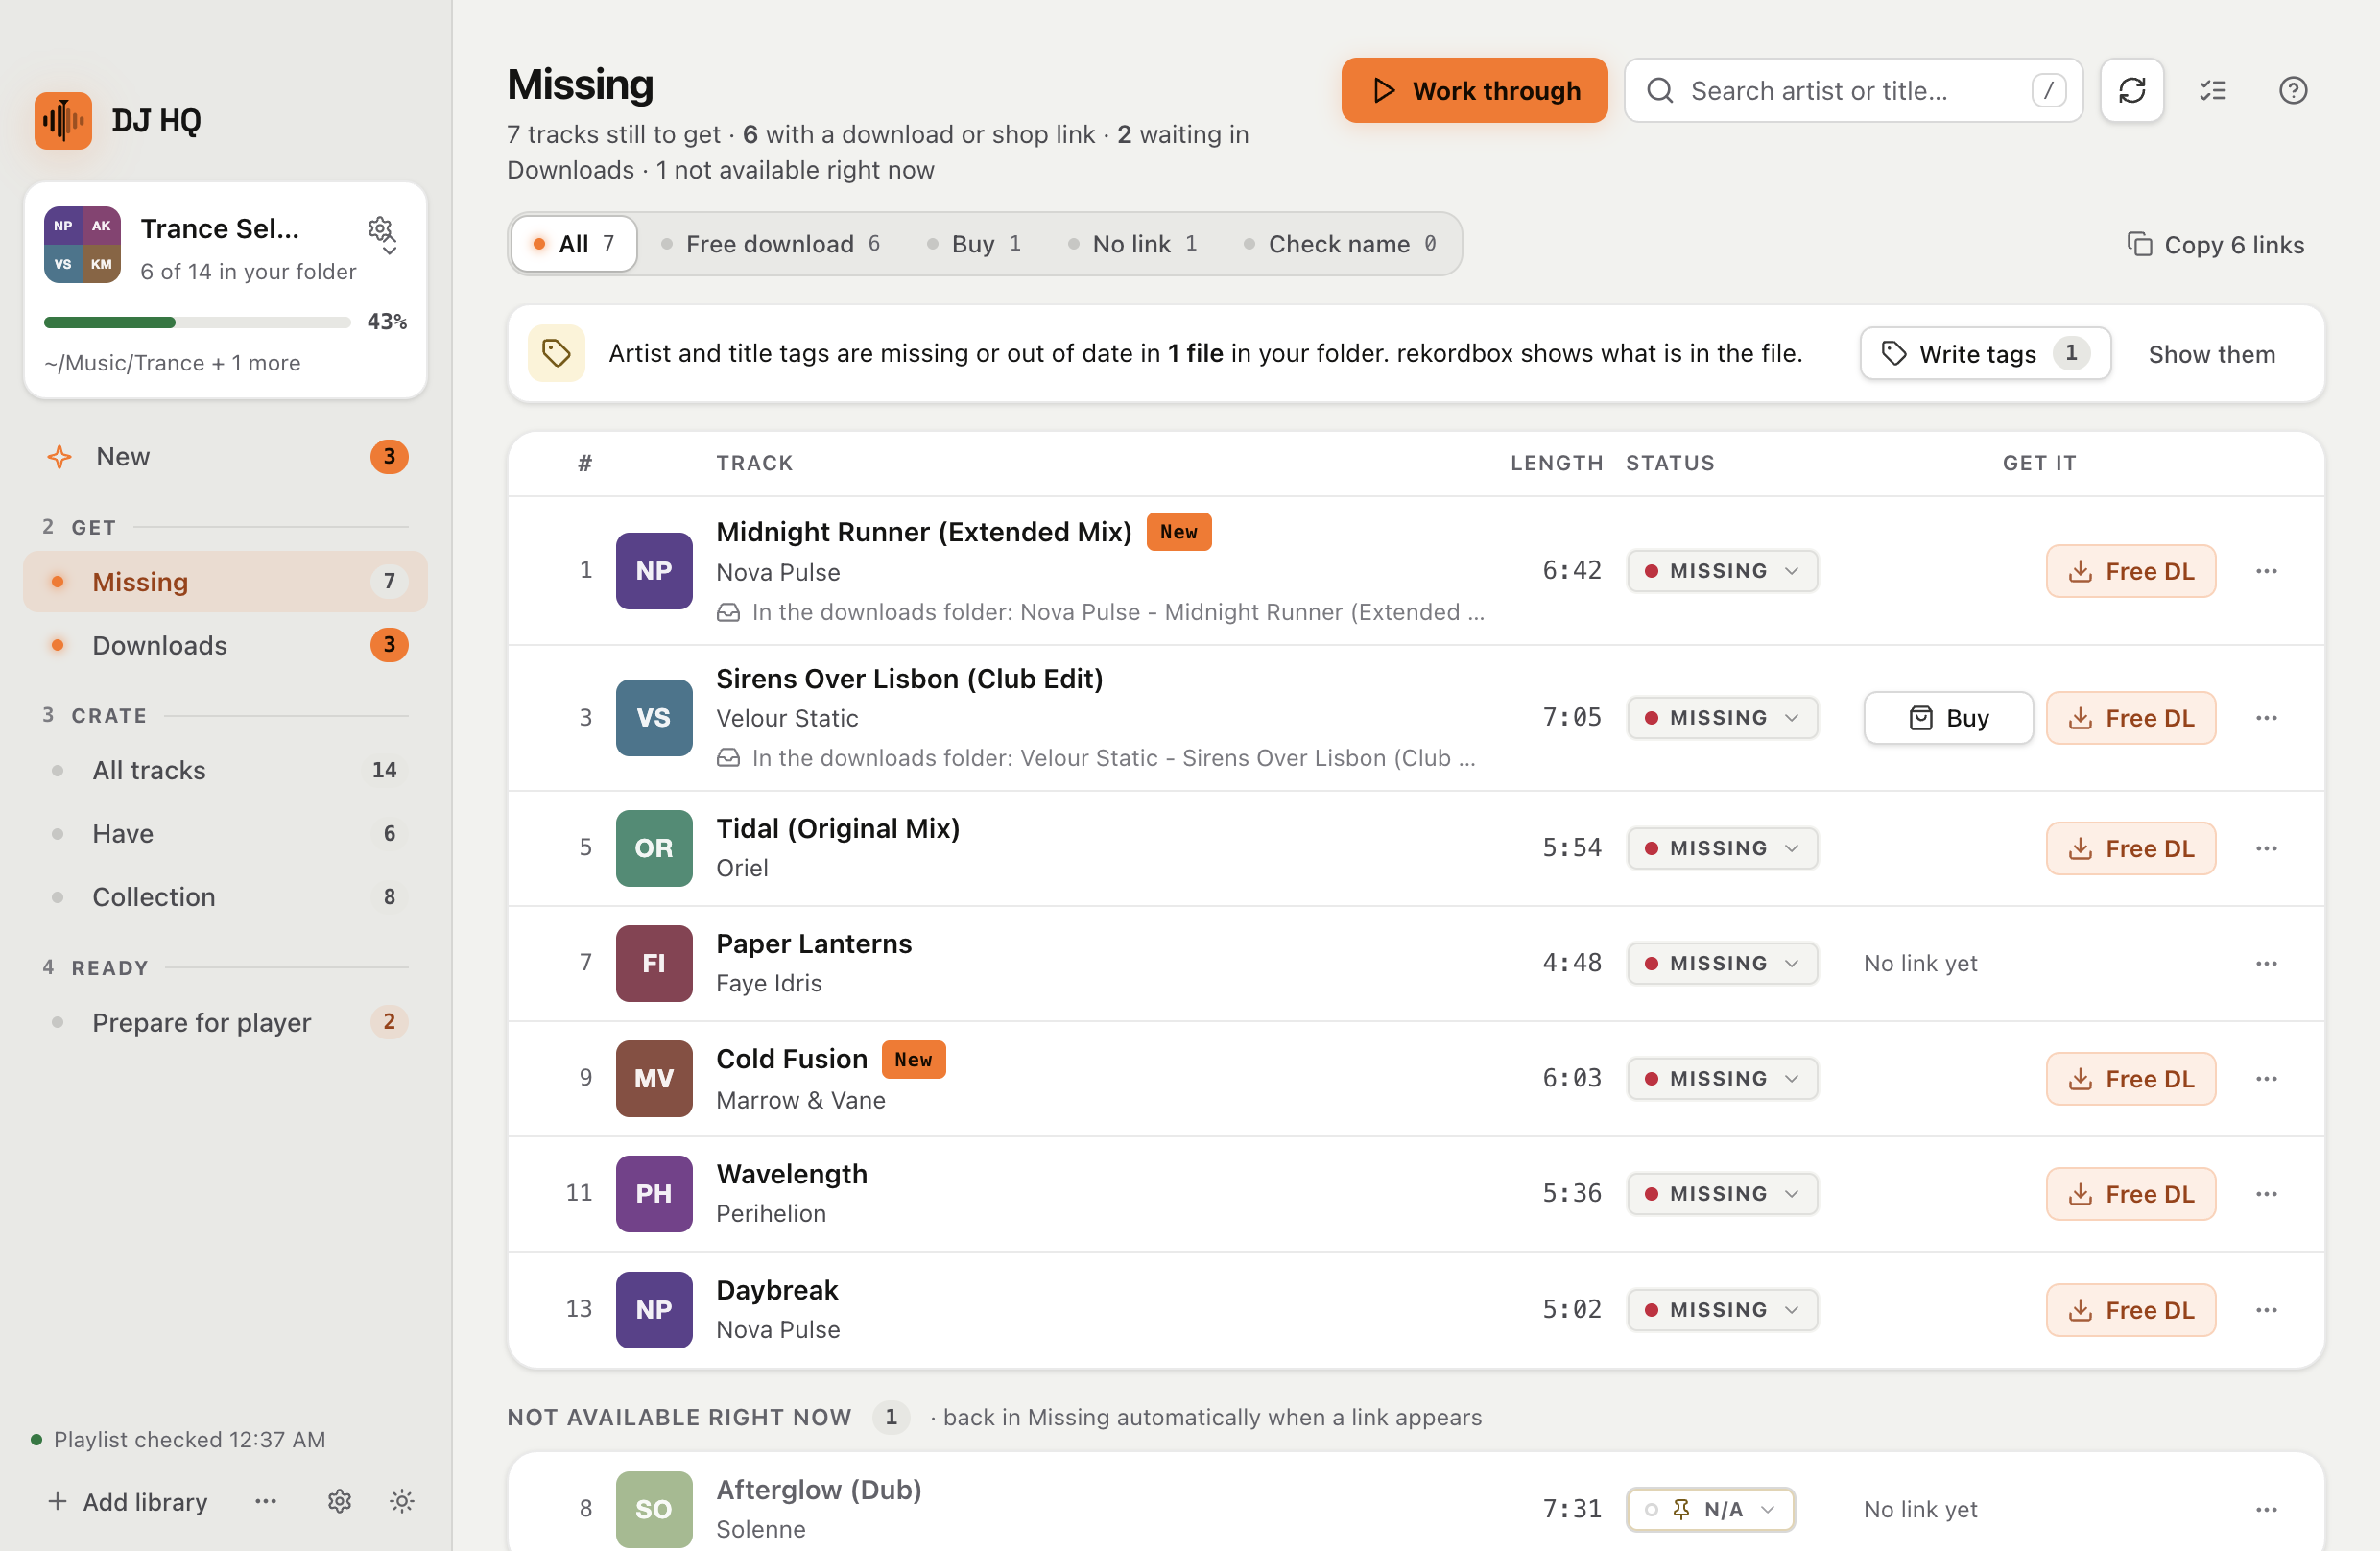 DJ HQ
NP AK
VS KM
Trance Sel...
6 of 14 in your folder
43%
~/Music/Trance + 1 more
New 3
2 GET
Missing 7
Downloads 3
3 CRATE
All tracks 14
Have 6
Collection 8
4 READY
Prepare for player 2
Playlist checked 12:37 AM
Add library
Missing
7 tracks still to get · 6 with a download or shop link · 2 waiting in
Downloads · 1 not available right now
Work through
Search artist or title... /
All 7 Free download 6 Buy 1 No link 1 Check name 0
Copy 6 links
Artist and title tags are missing or out of date in 1 file in your folder. rekordbox shows what is in the file.
Write tags 1 Show them
# TRACK LENGTH STATUS GET IT
1 NP Midnight Runner (Extended Mix) New
Nova Pulse
In the downloads folder: Nova Pulse - Midnight Runner (Extended ...
6:42 MISSING Free DL
3 VS Sirens Over Lisbon (Club Edit)
Velour Static
In the downloads folder: Velour Static - Sirens Over Lisbon (Club ...
7:05 MISSING Buy Free DL
5 OR Tidal (Original Mix)
Oriel
5:54 MISSING Free DL
7 FI Paper Lanterns
Faye Idris
4:48 MISSING No link yet
9 MV Cold Fusion New
Marrow & Vane
6:03 MISSING Free DL
11 PH Wavelength
Perihelion
5:36 MISSING Free DL
13 NP Daybreak
Nova Pulse
5:02 MISSING Free DL
NOT AVAILABLE RIGHT NOW 1 · back in Missing automatically when a link appears
8 SO Afterglow (Dub)
Solenne
7:31 N/A No link yet